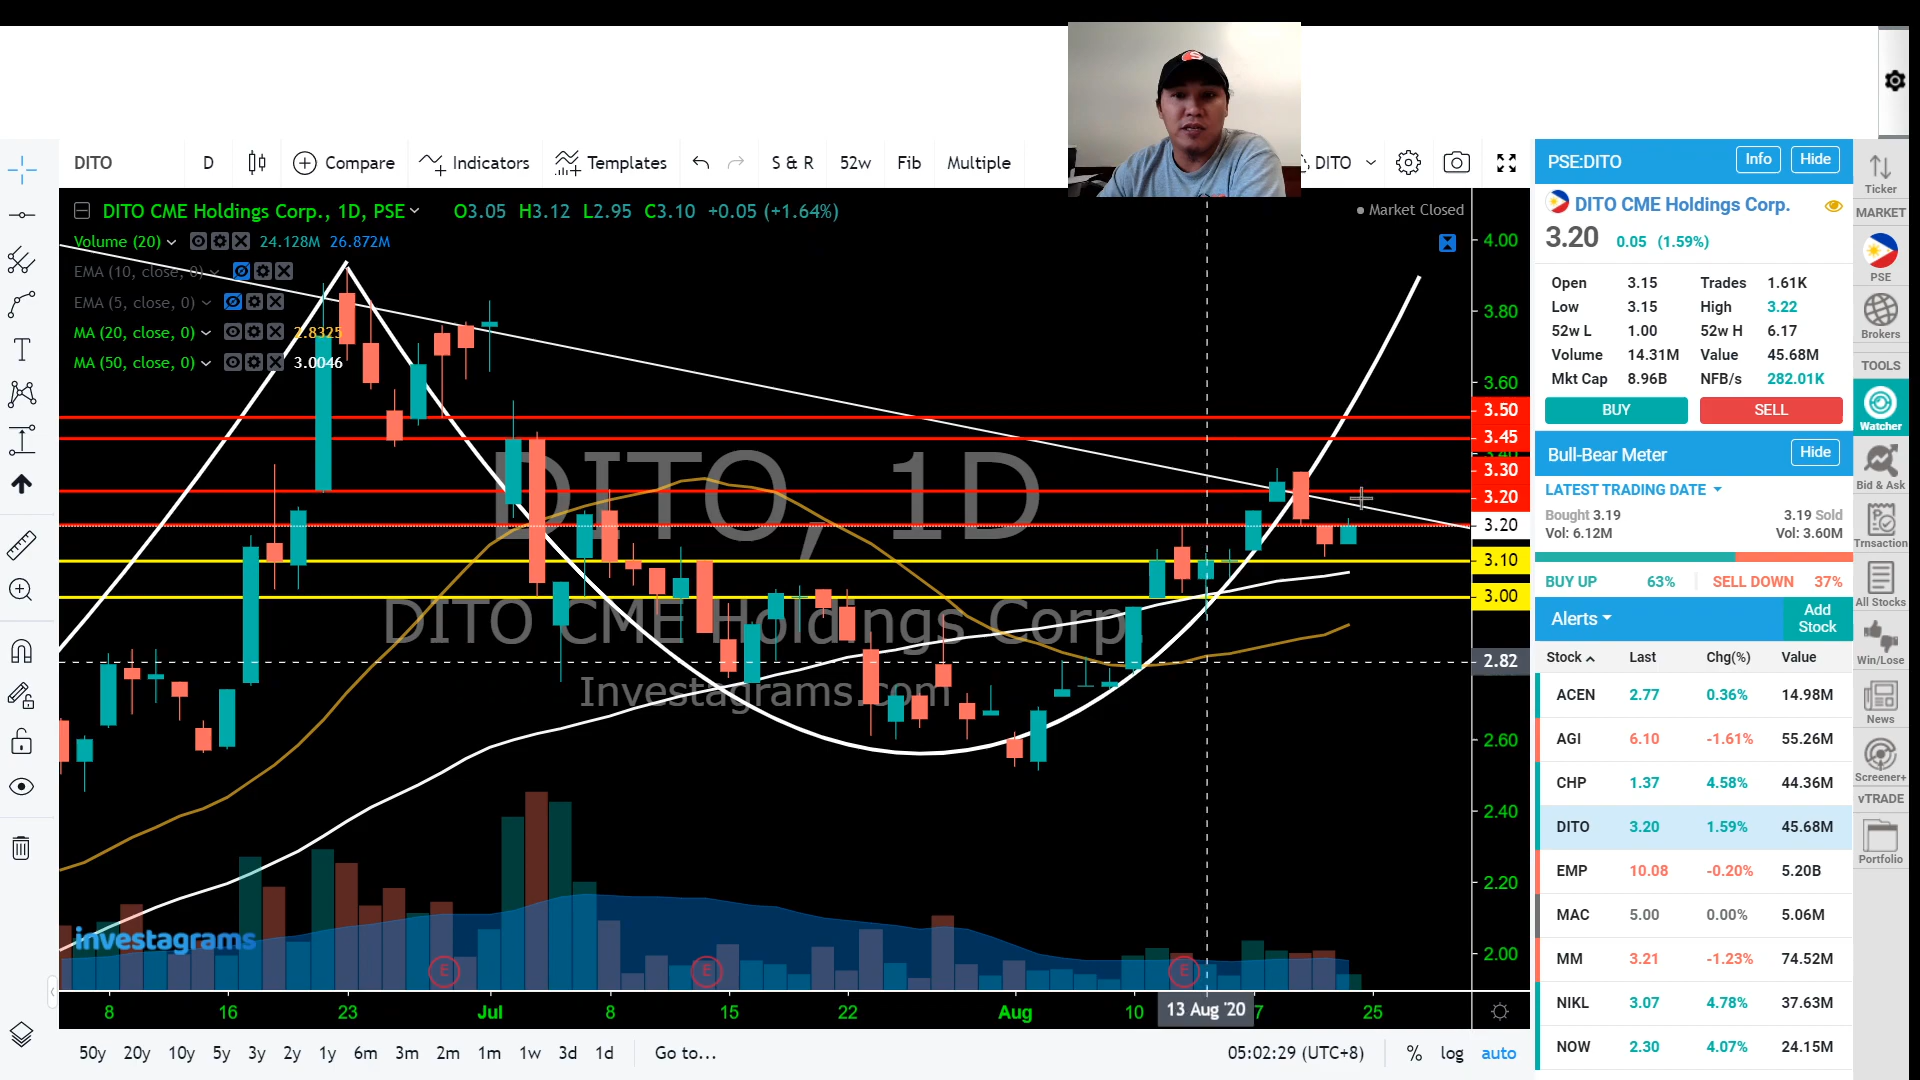 DITO D Compare Indicators Templates S & R 52w Fib Multiple DITO
DITO CME Holdings Corp., 1D, PSE O3.05 H3.12 L2.95 C3.10 +0.05 (+1.64%)
Market Closed
Volume (20) 24.128M 26.872M
EMA (10, close, 0)
EMA (5, close, 0)
MA (20, close, 0) 2.8325
MA (50, close, 0) 3.0046
DITO, 1D
DITO CME Holdings Corp
Investagrams.com
investagrams
E E E
4.00
3.80
3.60
3.50
3.45
3.40
3.30
3.20
3.20
3.10
3.00
2.82
2.60
2.40
2.20
2.00
8 16 23 Jul 8 15 22 Aug 10 13 Aug '20 7 25
50y 20y 10y 5y 3y 2y 1y 6m 3m 2m 1m 1w 3d 1d Go to... 05:02:29 (UTC+8) % log auto
PSE:DITO Info Hide
DITO CME Holdings Corp.
3.20 0.05 (1.59%)
Open 3.15 Trades 1.61K
Low 3.15 High 3.22
52w L 1.00 52w H 6.17
Volume 14.31M Value 45.68M
Mkt Cap 8.96B NFB/s 282.01K
BUY SELL
Bull-Bear Meter Hide
LATEST TRADING DATE
Bought 3.19 3.19 Sold
Vol: 6.12M Vol: 3.60M
BUY UP 63% SELL DOWN 37%
Alerts Add Stock
Stock Last Chg(%) Value
ACEN 2.77 0.36% 14.98M
AGI 6.10 -1.61% 55.26M
CHP 1.37 4.58% 44.36M
DITO 3.20 1.59% 45.68M
EMP 10.08 -0.20% 5.20B
MAC 5.00 0.00% 5.06M
MM 3.21 -1.23% 74.52M
NIKL 3.07 4.78% 37.63M
NOW 2.30 4.07% 24.15M
Ticker
MARKET
PSE
Brokers
TOOLS
Watcher
Bid & Ask
Trnsaction
All Stocks
Win/Lose
News
Screener+
vTRADE
Portfolio